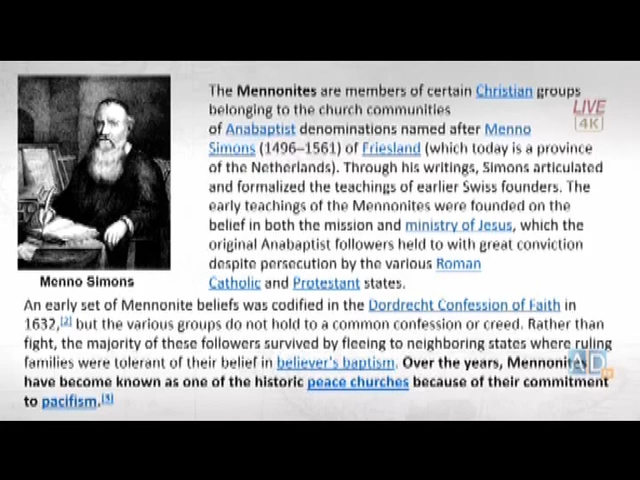 The Mennonites are members of certain Christian groups
belonging to the church communities
of Anabaptist denominations named after Menno
Simons (1496–1561) of Friesland (which today is a province
of the Netherlands). Through his writings, Simons articulated
and formalized the teachings of earlier Swiss founders. The
early teachings of the Mennonites were founded on the
belief in both the mission and ministry of Jesus, which the
original Anabaptist followers held to with great conviction
despite persecution by the various Roman
Catholic and Protestant states.
LIVE
4K
Menno Simons
An early set of Mennonite beliefs was codified in the Dordrecht Confession of Faith in
1632,[2] but the various groups do not hold to a common confession or creed. Rather than
fight, the majority of these followers survived by fleeing to neighboring states where ruling
families were tolerant of their belief in believer's baptism. Over the years, Mennonites
have become known as one of the historic peace churches because of their commitment
to pacifism.[3]
AD